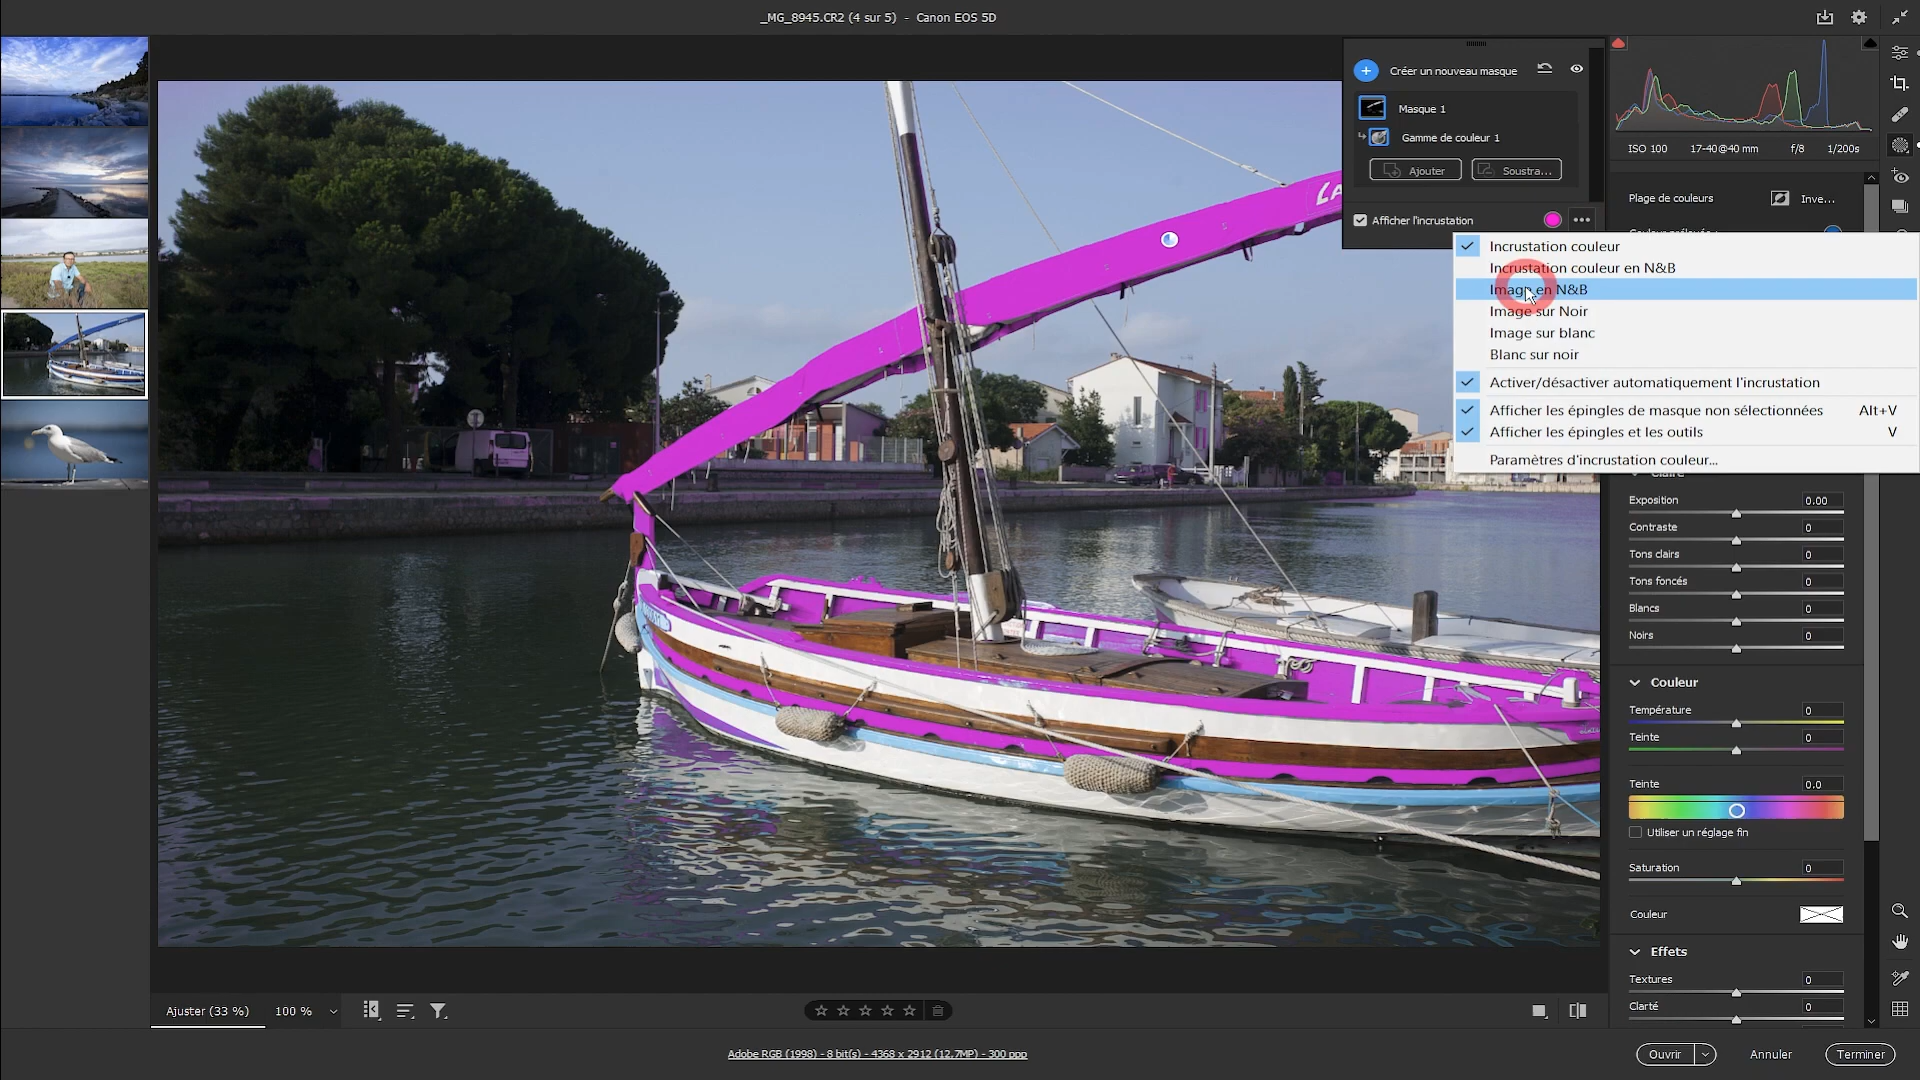 _MG_8945.CR2 (4 sur 5) - Canon EOS 5D
Créer un nouveau masque
Masque 1
Gamme de couleur 1
Ajouter
Soustra...
Afficher l'incrustation
ISO 100 17-40@40 mm f/8 1/200s
Plage de couleurs
Inve...
Incrustation couleur
Incrustation couleur en N&B
Image en N&B
Image sur Noir
Image sur blanc
Blanc sur noir
Activer/désactiver automatiquement l'incrustation
Afficher les épingles de masque non sélectionnées Alt+V
Afficher les épingles et les outils V
Paramètres d'incrustation couleur...
Exposition 0.00
Contraste 0
Tons clairs 0
Tons foncés 0
Blancs 0
Noirs 0
Couleur
Température 0
Teinte 0
Teinte 0.0
Utiliser un réglage fin
Saturation 0
Couleur
Effets
Textures 0
Clarté 0
Ajuster (33 %) 100 %
Adobe RGB (1998) - 8 bit(s) - 4368 x 2912 (12,7MP) - 300 ppp
Ouvrir
Annuler
Terminer